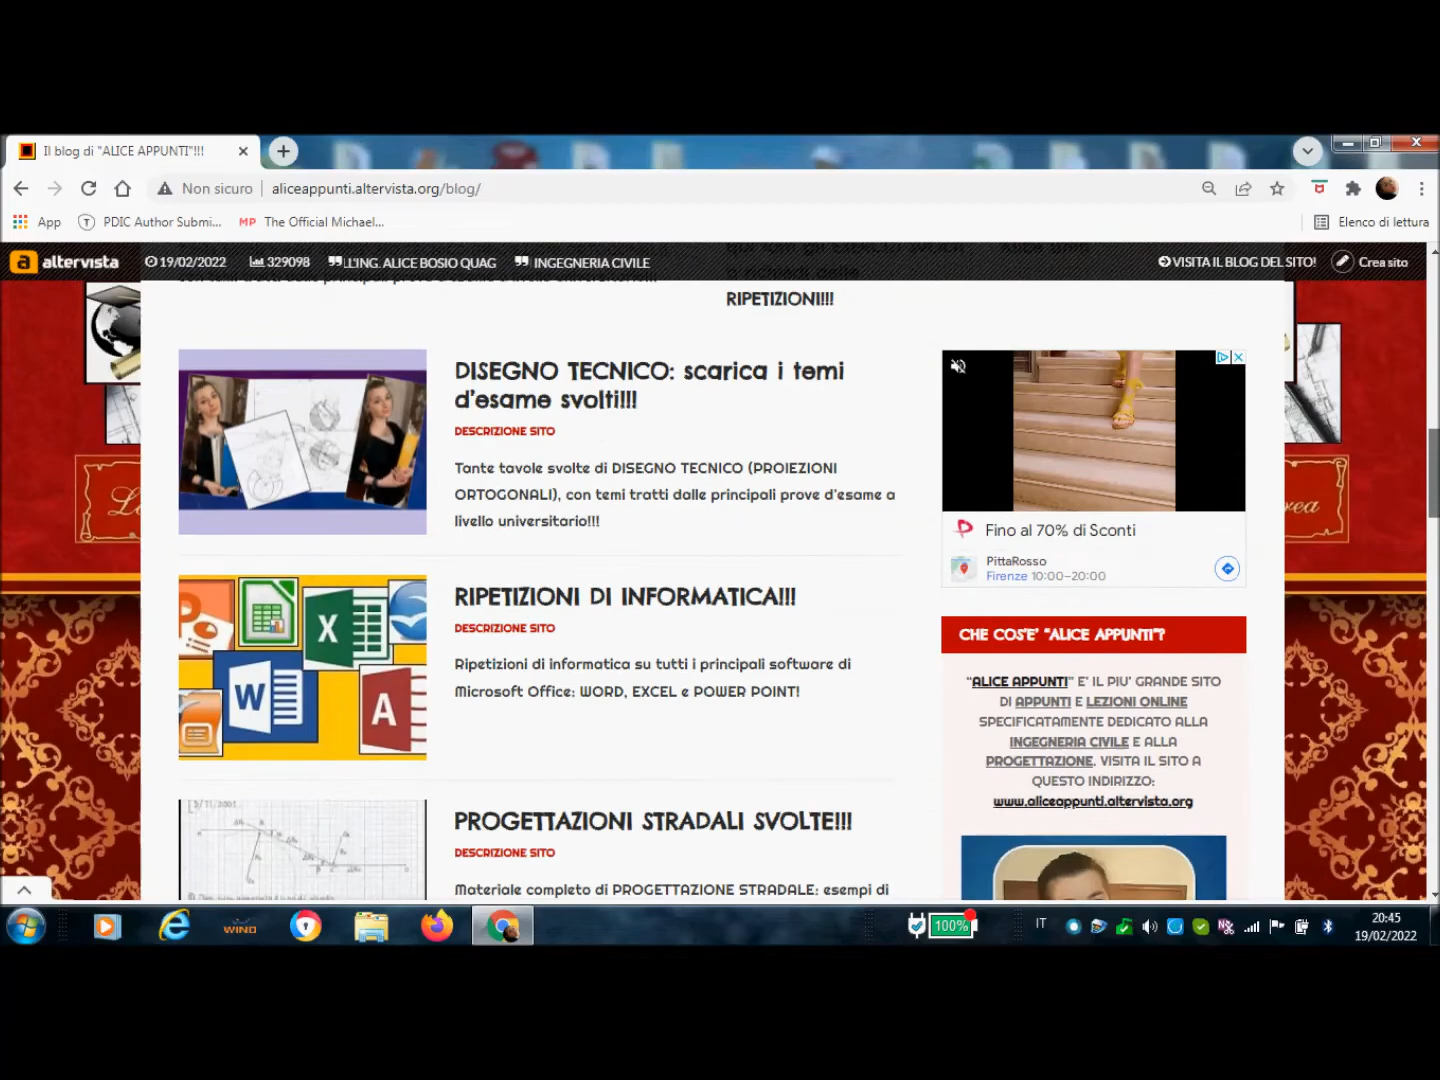 Il blog di "ALICE APPUNTI"!!!
Non sicuro
aliceappunti.altervista.org/blog/
App
PDIC Author Submi...
MP The Official Michael...
Elenco di lettura
a altervista
19/02/2022
329098
L'ING. ALICE BOSIO QUAG
INGEGNERIA CIVILE
VISITA IL BLOG DEL SITO!
Crea sito
RIPETIZIONI!!!
DISEGNO TECNICO: scarica i temi
d'esame svolti!!!
DESCRIZIONE SITO
Tante tavole svolte di DISEGNO TECNICO (PROIEZIONI
ORTOGONALI), con temi tratti dalle principali prove d'esame a
livello universitario!!!
Fino al 70% di Sconti
PittaRosso
Firenze 10:00–20:00
RIPETIZIONI DI INFORMATICA!!!
DESCRIZIONE SITO
Ripetizioni di informatica su tutti i principali software di
Microsoft Office: WORD, EXCEL e POWER POINT!
X
W
A
CHE COS'E' "ALICE APPUNTI"?
"ALICE APPUNTI" E' IL PIU' GRANDE SITO
DI APPUNTI E LEZIONI ONLINE
SPECIFICATAMENTE DEDICATO ALLA
INGEGNERIA CIVILE E ALLA
PROGETTAZIONE. VISITA IL SITO A
QUESTO INDIRIZZO:
www.aliceappunti.altervista.org
PROGETTAZIONI STRADALI SVOLTE!!!
DESCRIZIONE SITO
Materiale completo di PROGETTAZIONE STRADALE: esempi di
WIND
100%
IT
20:45
19/02/2022